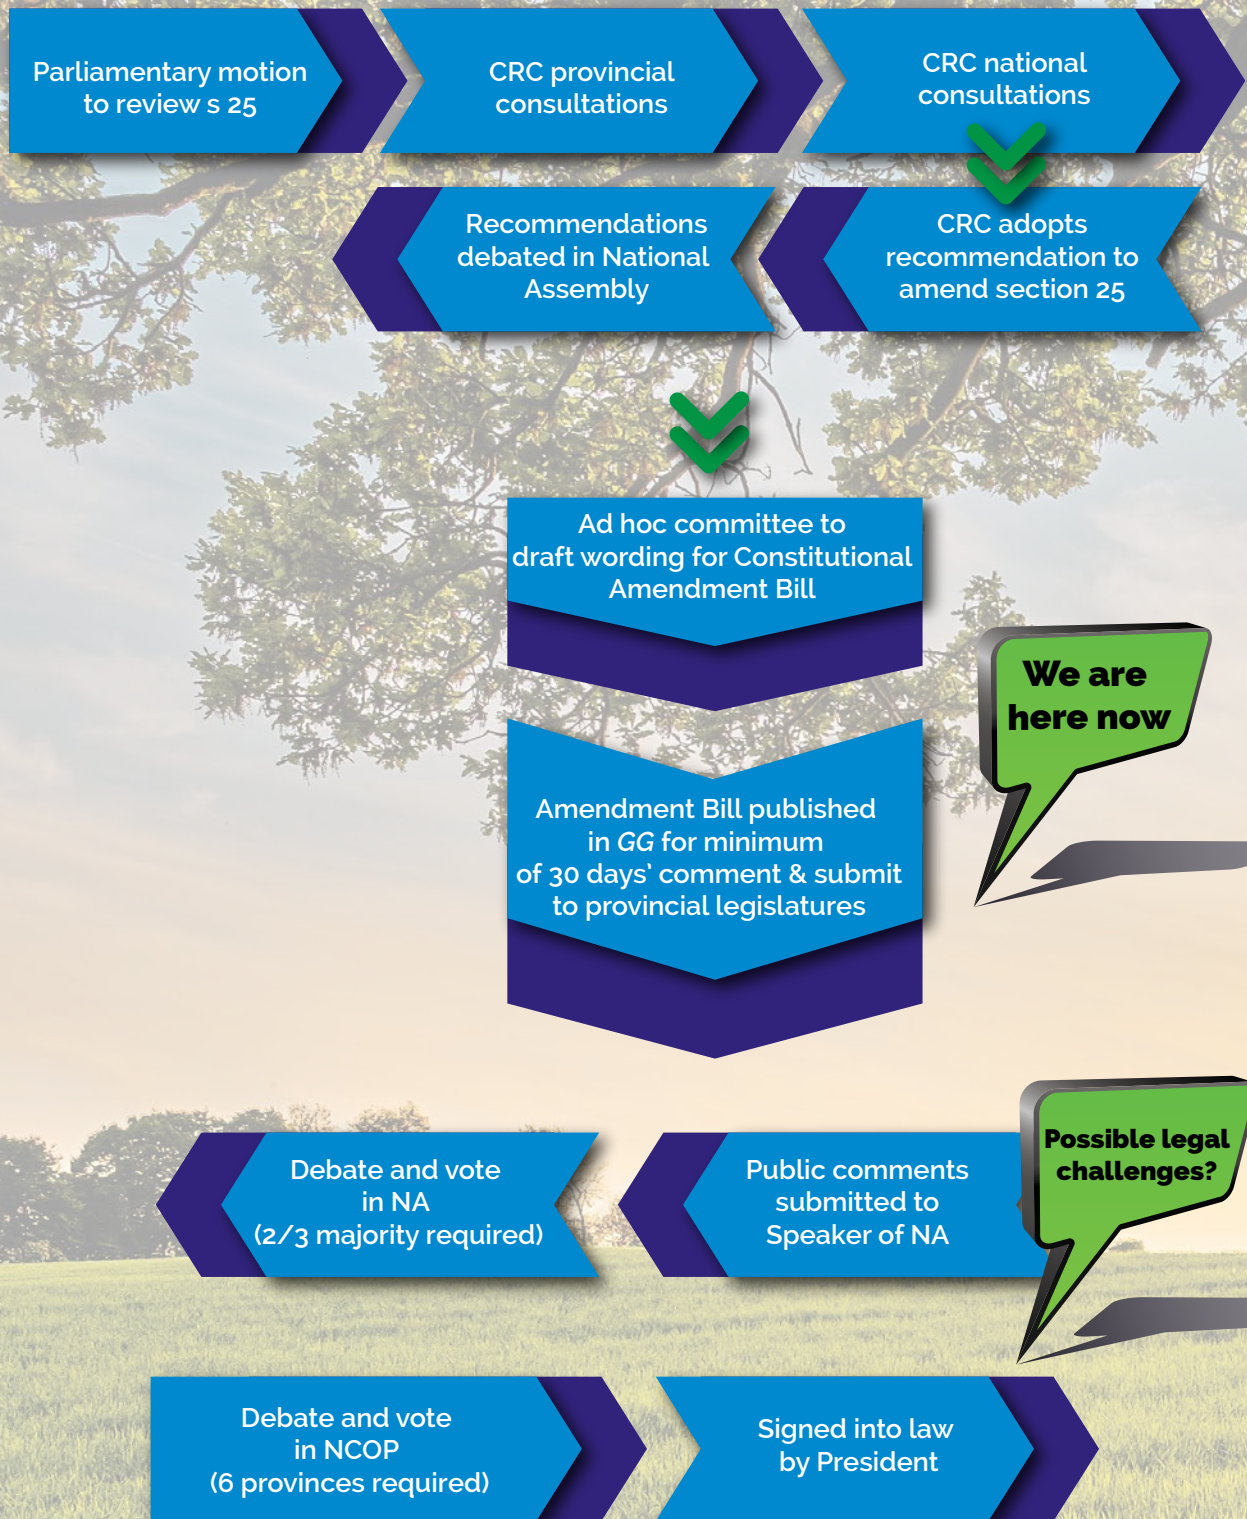 Parliamentary motion
to review s 25
CRC provincial
consultations
CRC national
consultations
CRC adopts
recommendation to
amend section 25
Recommendations
debated in National
Assembly
Ad hoc committee to
draft wording for Constitutional
Amendment Bill
We are
here now
Amendment Bill published
in GG for minimum
of 30 days’ comment & submit
to provincial legislatures
Possible legal
challenges?
Public comments
submitted to
Speaker of NA
Debate and vote
in NA
(2/3 majority required)
Debate and vote
in NCOP
(6 provinces required)
Signed into law
by President